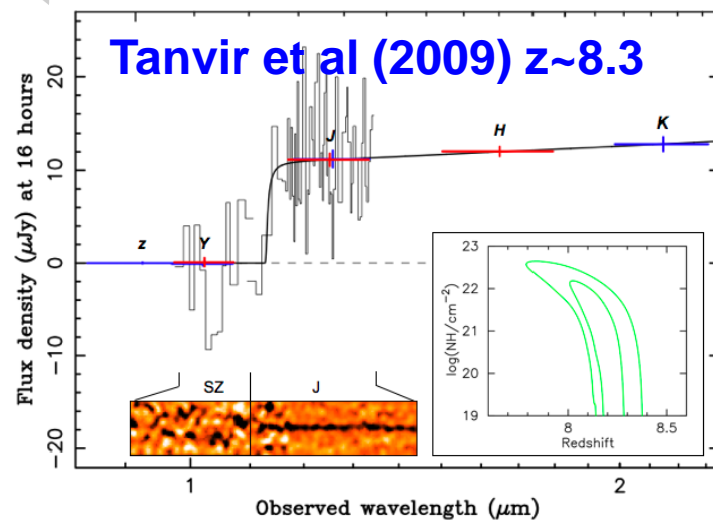 Tanvir et al (2009) z~8.3
Flux density (μJy) at 16 hours
20
10
0
−10
−20
z
Y
J
H
K
SZ
J
log(NH/cm⁻²)
23
22
21
20
19
8
8.5
Redshift
1
2
Observed wavelength (μm)